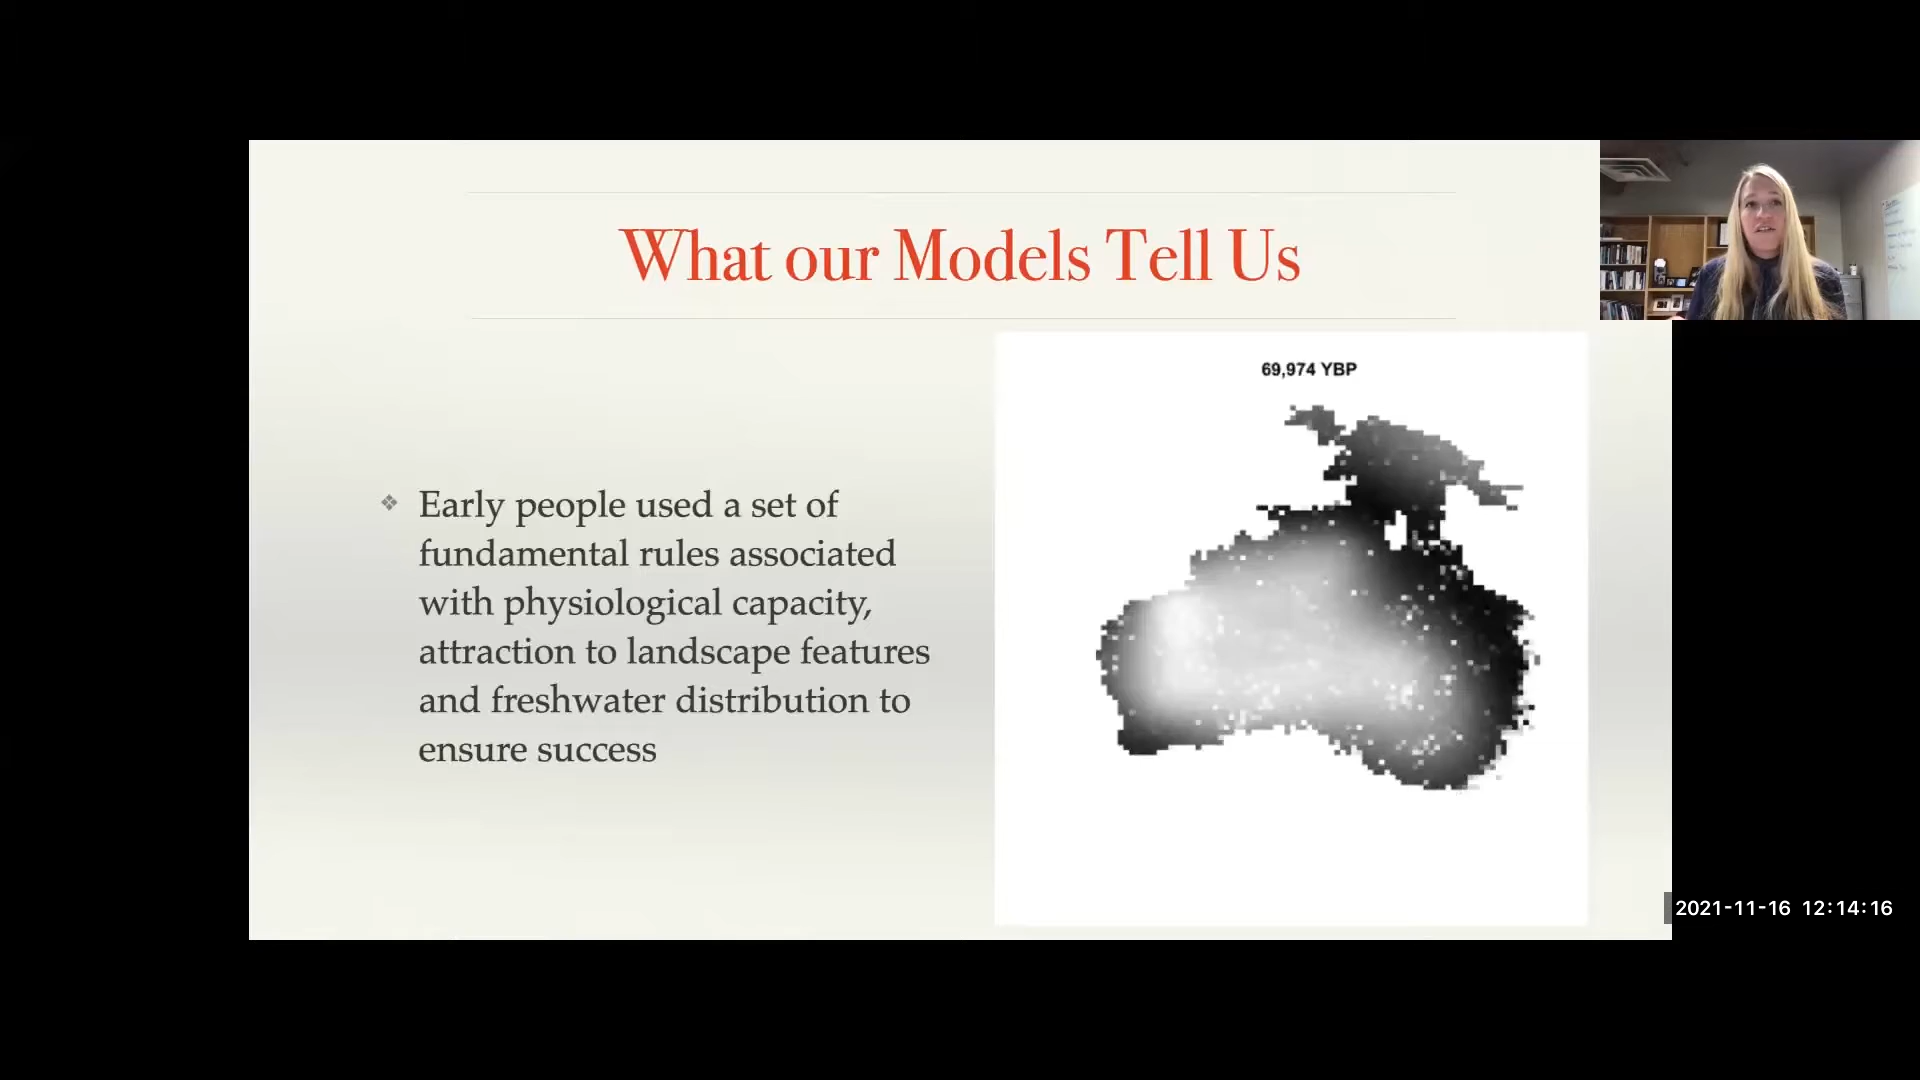 What our Models Tell Us
69,974 YBP
Early people used a set of
fundamental rules associated
with physiological capacity,
attraction to landscape features
and freshwater distribution to
ensure success
2021-11-16 12:14:16